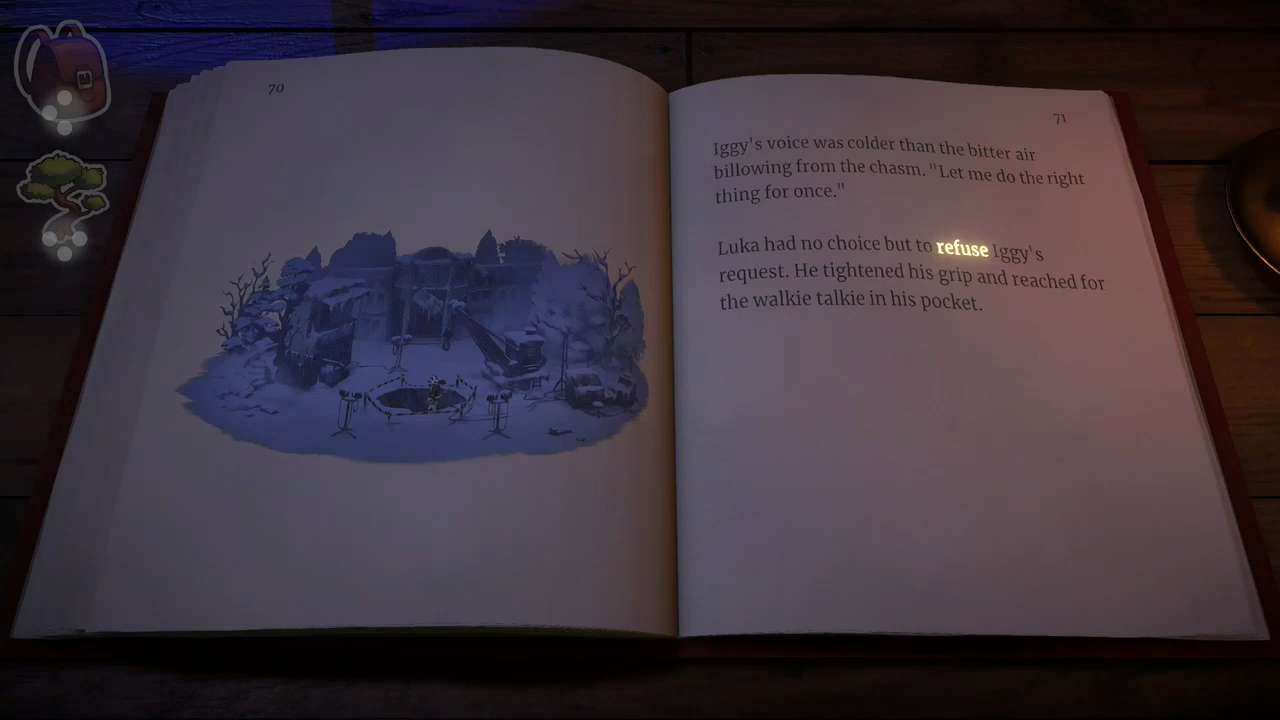 70
71
Iggy's voice was colder than the bitter air
billowing from the chasm. "Let me do the right
thing for once."
Luka had no choice but to refuse Iggy's
request. He tightened his grip and reached for
the walkie talkie in his pocket.